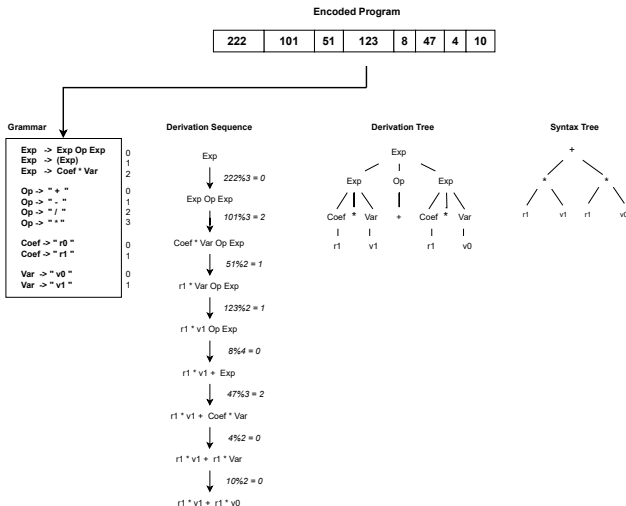 Encoded Program
222 101 51 123 8 47 4 10
Grammar
Exp -> Exp Op Exp 0
Exp -> (Exp) 1
Exp -> Coef * Var 2
Op -> " + " 0
Op -> " - " 1
Op -> " / " 2
Op -> " * " 3
Coef -> " r0 " 0
Coef -> " r1 " 1
Var -> " v0 " 0
Var -> " v1 " 1
Derivation Sequence
Exp
222%3 = 0
Exp Op Exp
101%3 = 2
Coef * Var Op Exp
51%2 = 1
r1 * Var Op Exp
123%2 = 1
r1 * v1 Op Exp
8%4 = 0
r1 * v1 + Exp
47%3 = 2
r1 * v1 + Coef * Var
4%2 = 0
r1 * v1 + r1 * Var
10%2 = 0
r1 * v1 + r1 * v0
Derivation Tree
Exp
Exp Op Exp
Coef * Var + Coef * Var
r1 v1 r1 v0
Syntax Tree
+
* *
r1 v1 r1 v0